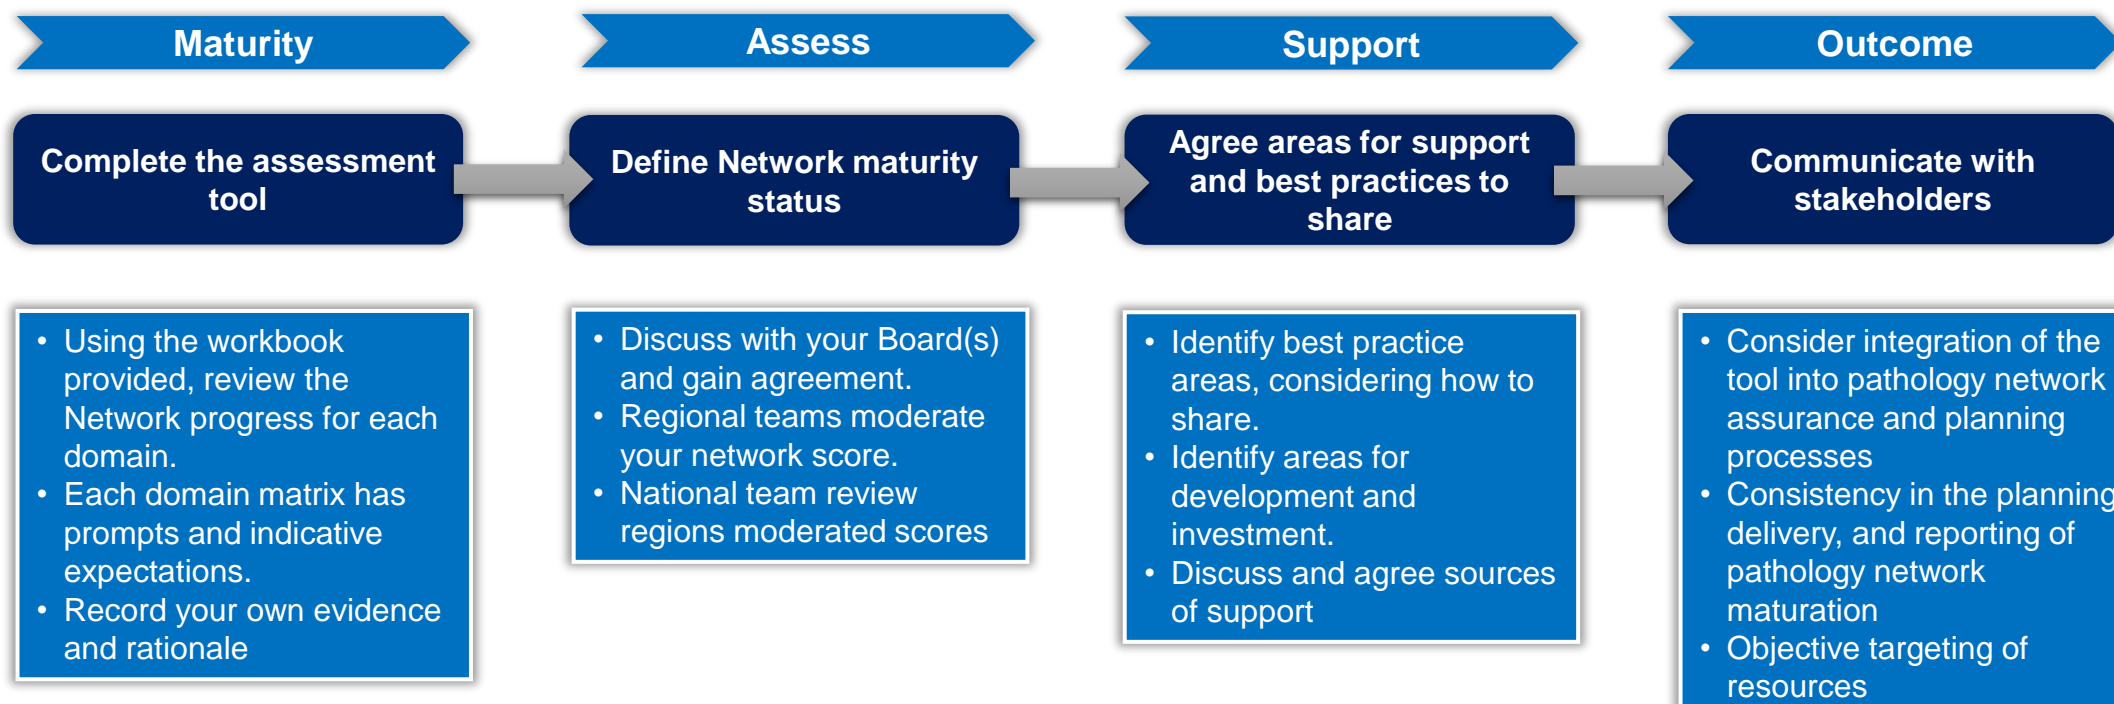 Maturity
Assess
Support
Outcome
Complete the assessment
tool
Define Network maturity
status
Agree areas for support
and best practices to
share
Communicate with
stakeholders
• Using the workbook
provided, review the
Network progress for each
domain.
• Each domain matrix has
prompts and indicative
expectations.
• Record your own evidence
and rationale
• Discuss with your Board(s)
and gain agreement.
• Regional teams moderate
your network score.
• National team review
regions moderated scores
• Identify best practice
areas, considering how to
share.
• Identify areas for
development and
investment.
• Discuss and agree sources
of support
• Consider integration of the
tool into pathology network
assurance and planning
processes
• Consistency in the planning
delivery, and reporting of
pathology network
maturation
• Objective targeting of
resources